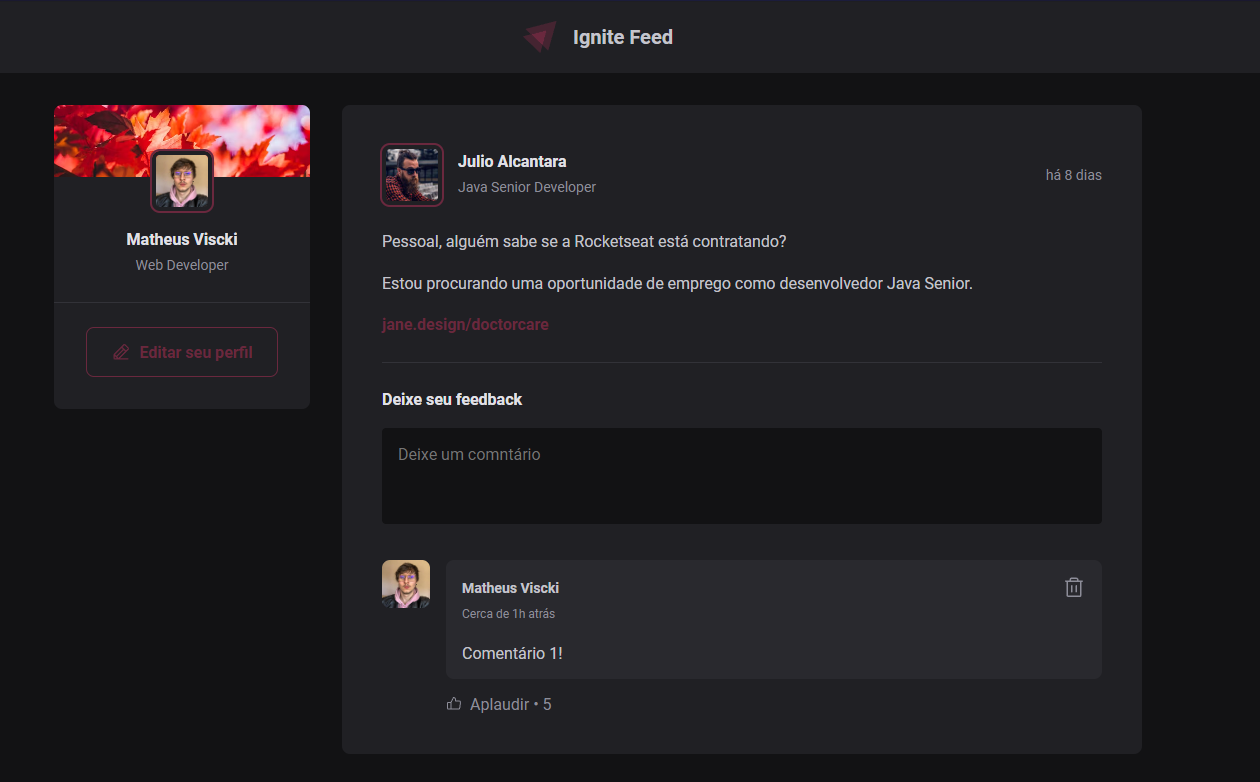 Ignite Feed
Matheus Viscki
Web Developer
Editar seu perfil
Julio Alcantara
Java Senior Developer
há 8 dias
Pessoal, alguém sabe se a Rocketseat está contratando?
Estou procurando uma oportunidade de emprego como desenvolvedor Java Senior.
jane.design/doctorcare
Deixe seu feedback
Deixe um comntário
Matheus Viscki
Cerca de 1h atrás
Comentário 1!
Aplaudir • 5